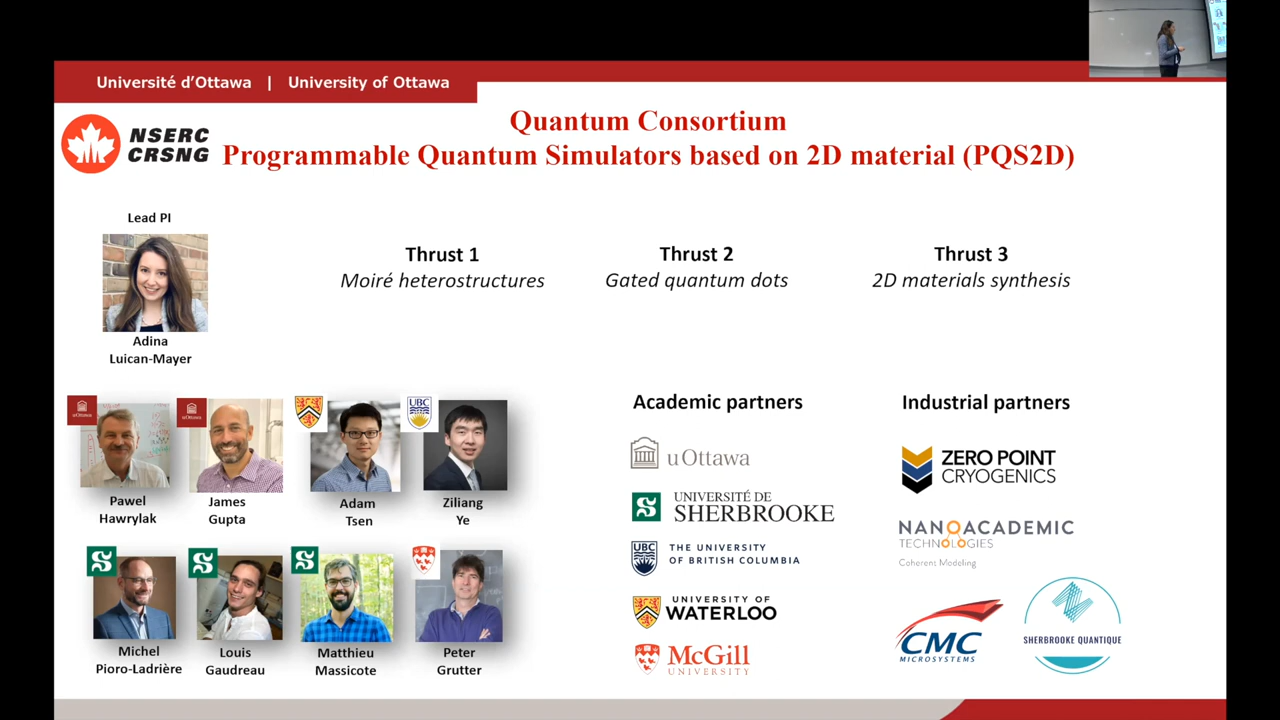 Université d'Ottawa | University of Ottawa
NSERC
CRSNG
Quantum Consortium
Programmable Quantum Simulators based on 2D material (PQS2D)
Lead PI
Adina
Luican-Mayer
Thrust 1
Moiré heterostructures
Thrust 2
Gated quantum dots
Thrust 3
2D materials synthesis
uOttawa
Pawel
Hawrylak
uOttawa
James
Gupta
Adam
Tsen
UBC
Ziliang
Ye
Michel
Pioro-Ladrière
Louis
Gaudreau
Matthieu
Massicote
Peter
Grutter
Academic partners
uOttawa
UNIVERSITÉ DE
SHERBROOKE
UBC
THE UNIVERSITY
OF BRITISH COLUMBIA
UNIVERSITY OF
WATERLOO
McGill
UNIVERSITY
Industrial partners
ZERO POINT
CRYOGENICS
NANOACADEMIC
TECHNOLOGIES
Coherent Modeling
CMC
MICROSYSTEMS
SHERBROOKE QUANTIQUE